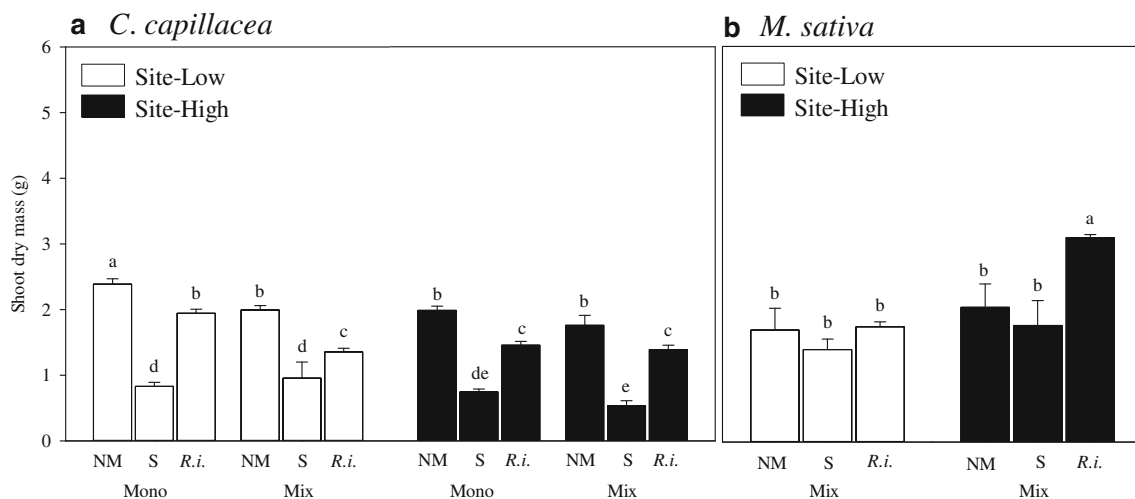 a C. capillacea
b M. sativa
6
5
4
3
2
1
0
Shoot dry mass (g)
Site-Low
Site-High
a
d
b
b
d
c
b
de
c
b
e
c
Site-Low
Site-High
b
b
b
b
b
a
NM S R.i. NM S R.i. NM S R.i. NM S R.i.
Mono Mix Mono Mix
NM S R.i. NM S R.i.
Mix Mix